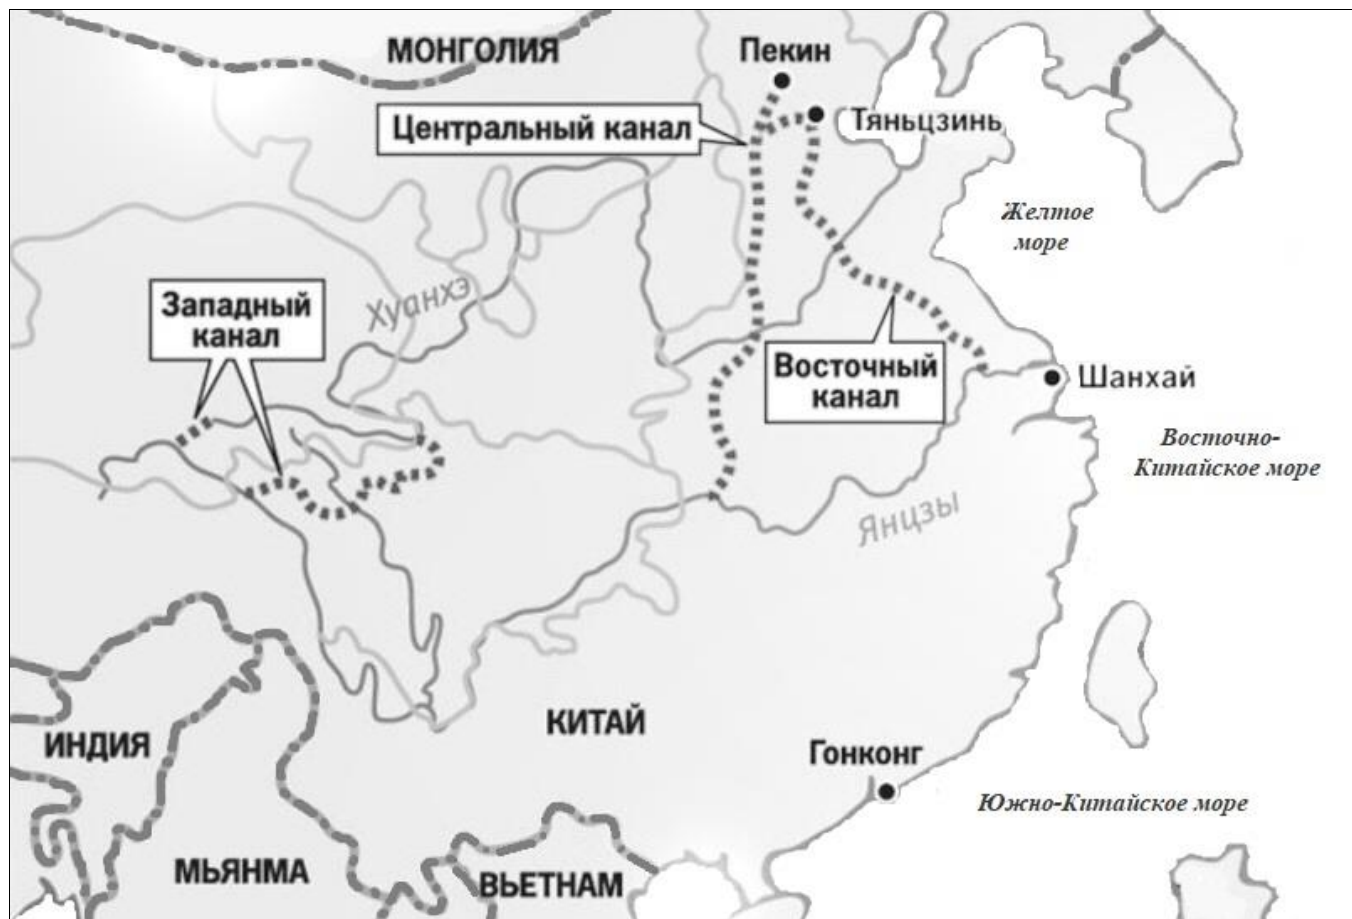 МОНГОЛИЯ
Пекин
Центральный канал
Тяньцзинь
Желтое
море
Западный
канал
Хуанхэ
Восточный
канал
Шанхай
Восточно-
Китайское море
Янцзы
КИТАЙ
ИНДИЯ
Гонконг
Южно-Китайское море
МЬЯНМА
ВЬЕТНАМ